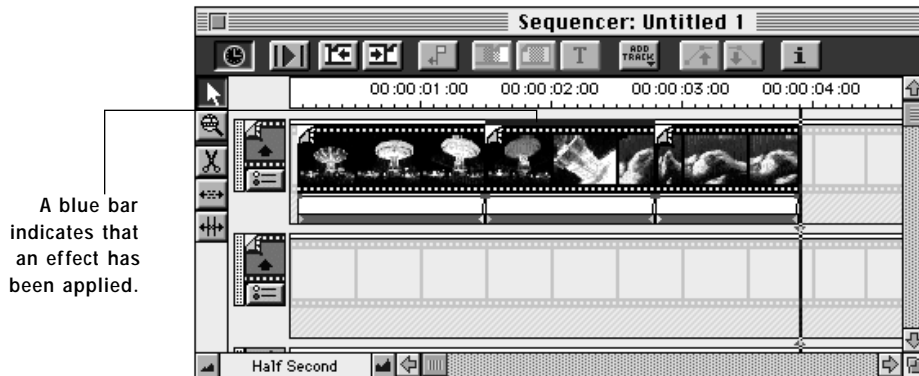 Sequencer: Untitled 1
T
ADD
TRACK
i
00:00:01:00 00:00:02:00 00:00:03:00 00:00:04:00
A blue bar
indicates that
an effect has
been applied.
Half Second